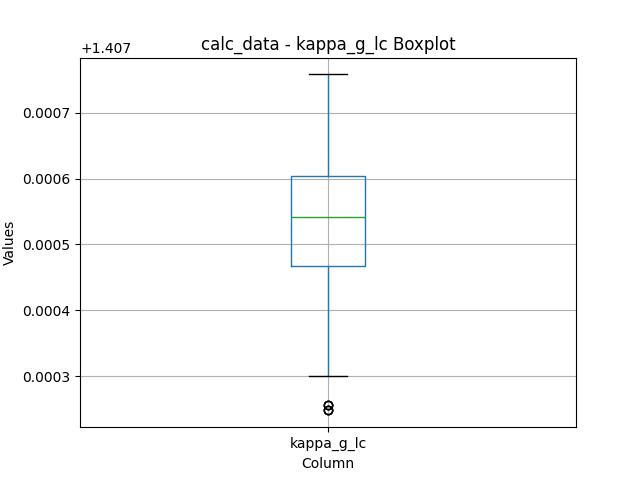 calc_data - kappa_g_lc Boxplot
+1.407
0.0007
0.0006
0.0005
0.0004
0.0003
Values
kappa_g_lc
Column